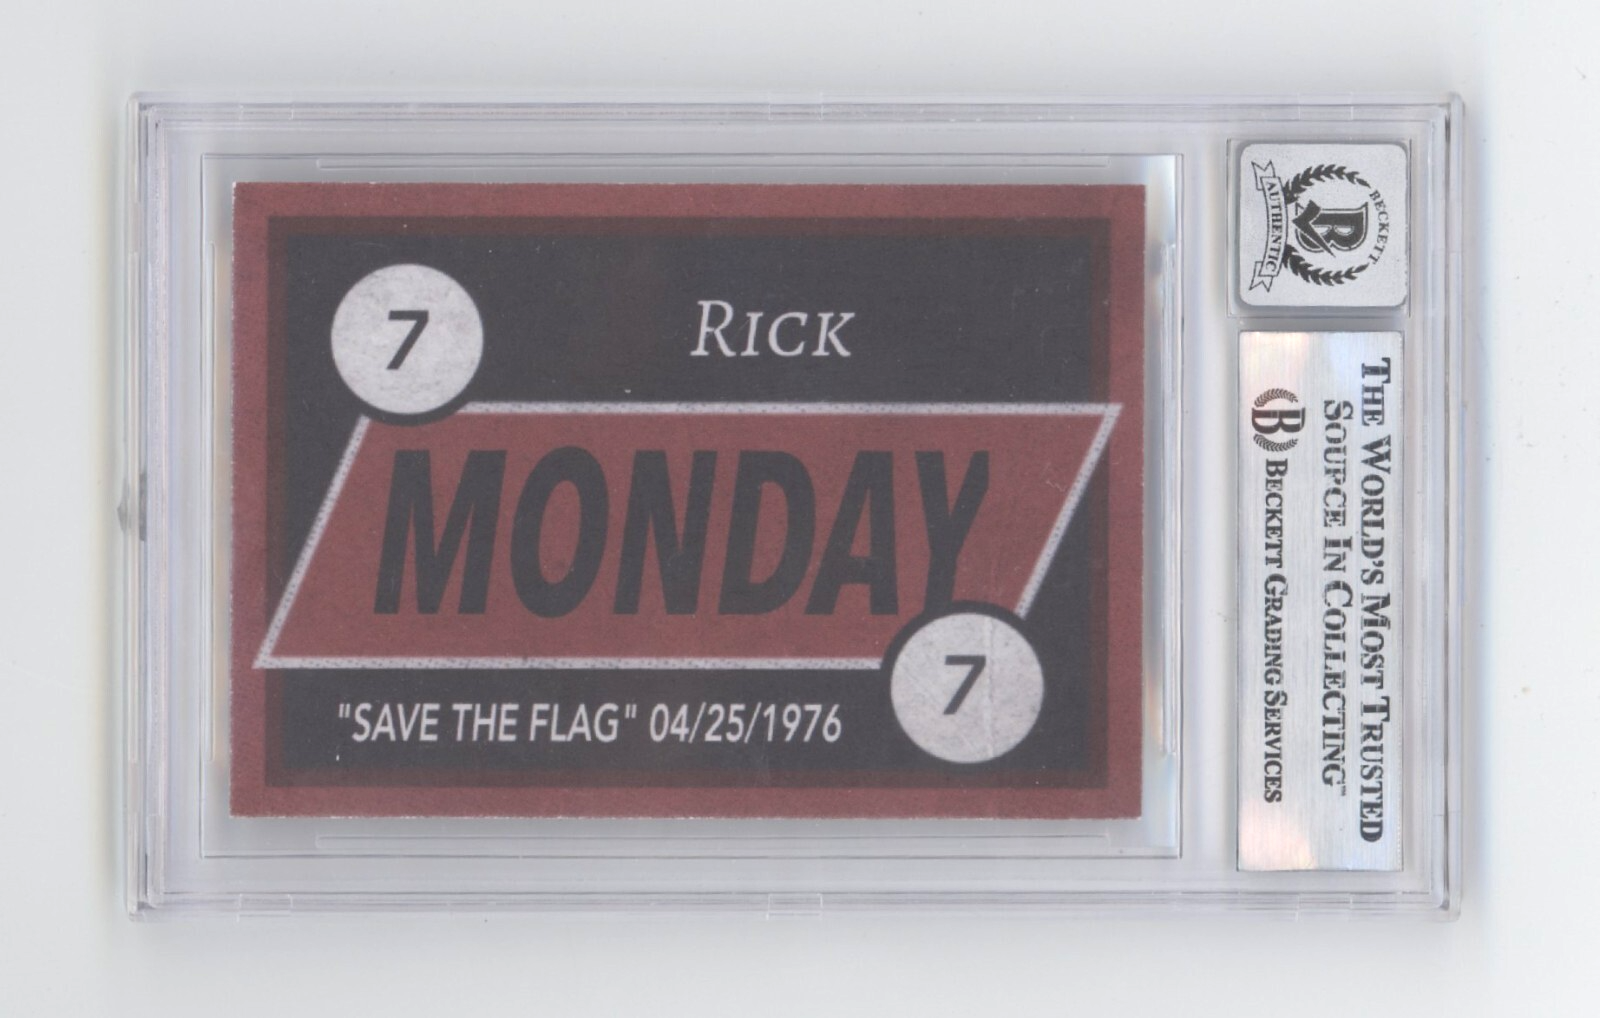 7
RICK
MONDAY
7
"SAVE THE FLAG" 04/25/1976
BECKETT
AUTHENTIC
B
THE WORLD'S MOST TRUSTED
SOURCE IN COLLECTING™
B BECKETT GRADING SERVICES